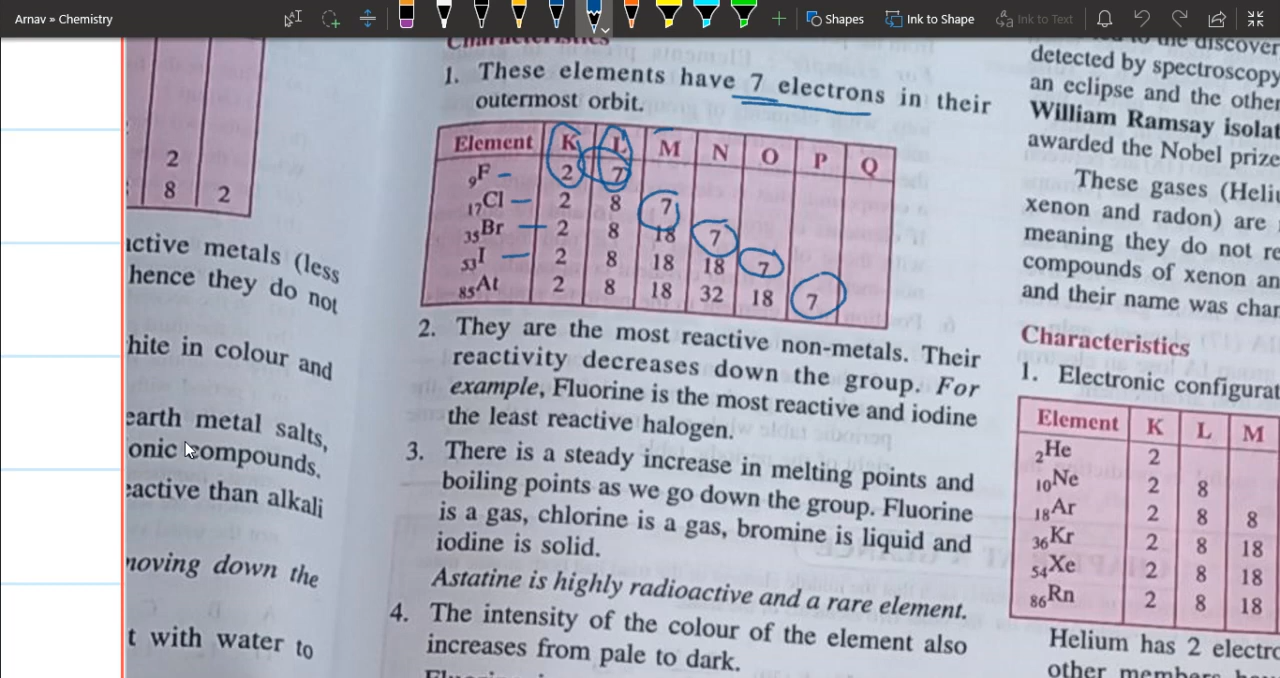 Arnav » Chemistry
Shapes
Ink to Shape
Ink to Text
2
8 2
active metals (less
hence they do not
white in colour and
earth metal salts,
onic compounds.
eactive than alkali
moving down the
t with water to
Characteristics
1. These elements have 7 electrons in their
outermost orbit.
Element K L M N O P Q
9F 2 7
17Cl 2 8 7
35Br 2 8 18 7
53I 2 8 18 18 7
85At 2 8 18 32 18 7
2. They are the most reactive non-metals. Their
reactivity decreases down the group. For
example, Fluorine is the most reactive and iodine
the least reactive halogen.
3. There is a steady increase in melting points and
boiling points as we go down the group. Fluorine
is a gas, chlorine is a gas, bromine is liquid and
iodine is solid.
Astatine is highly radioactive and a rare element.
4. The intensity of the colour of the element also
increases from pale to dark.
to the discover
detected by spectroscopy
an eclipse and the other
William Ramsay isolat
awarded the Nobel prize
These gases (Heliu
xenon and radon) are
meaning they do not re
compounds of xenon an
and their name was chan
Characteristics
1. Electronic configurat
Element K L M
2He 2
10Ne 2 8
18Ar 2 8 8
36Kr 2 8 18
54Xe 2 8 18
86Rn 2 8 18
Helium has 2 electro
other members